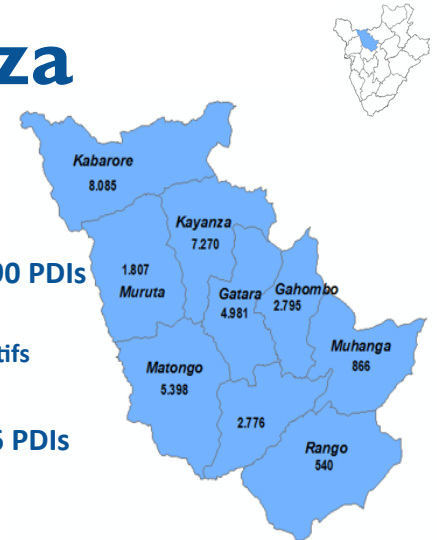 za
Kabarore
8.085
Kayanza
7.270
00 PDIs
1.807
Muruta
Gatara
4.981
Gahombo
2.795
tifs
Muhanga
866
Matongo
5.398
2.776
PDIs
Rango
540